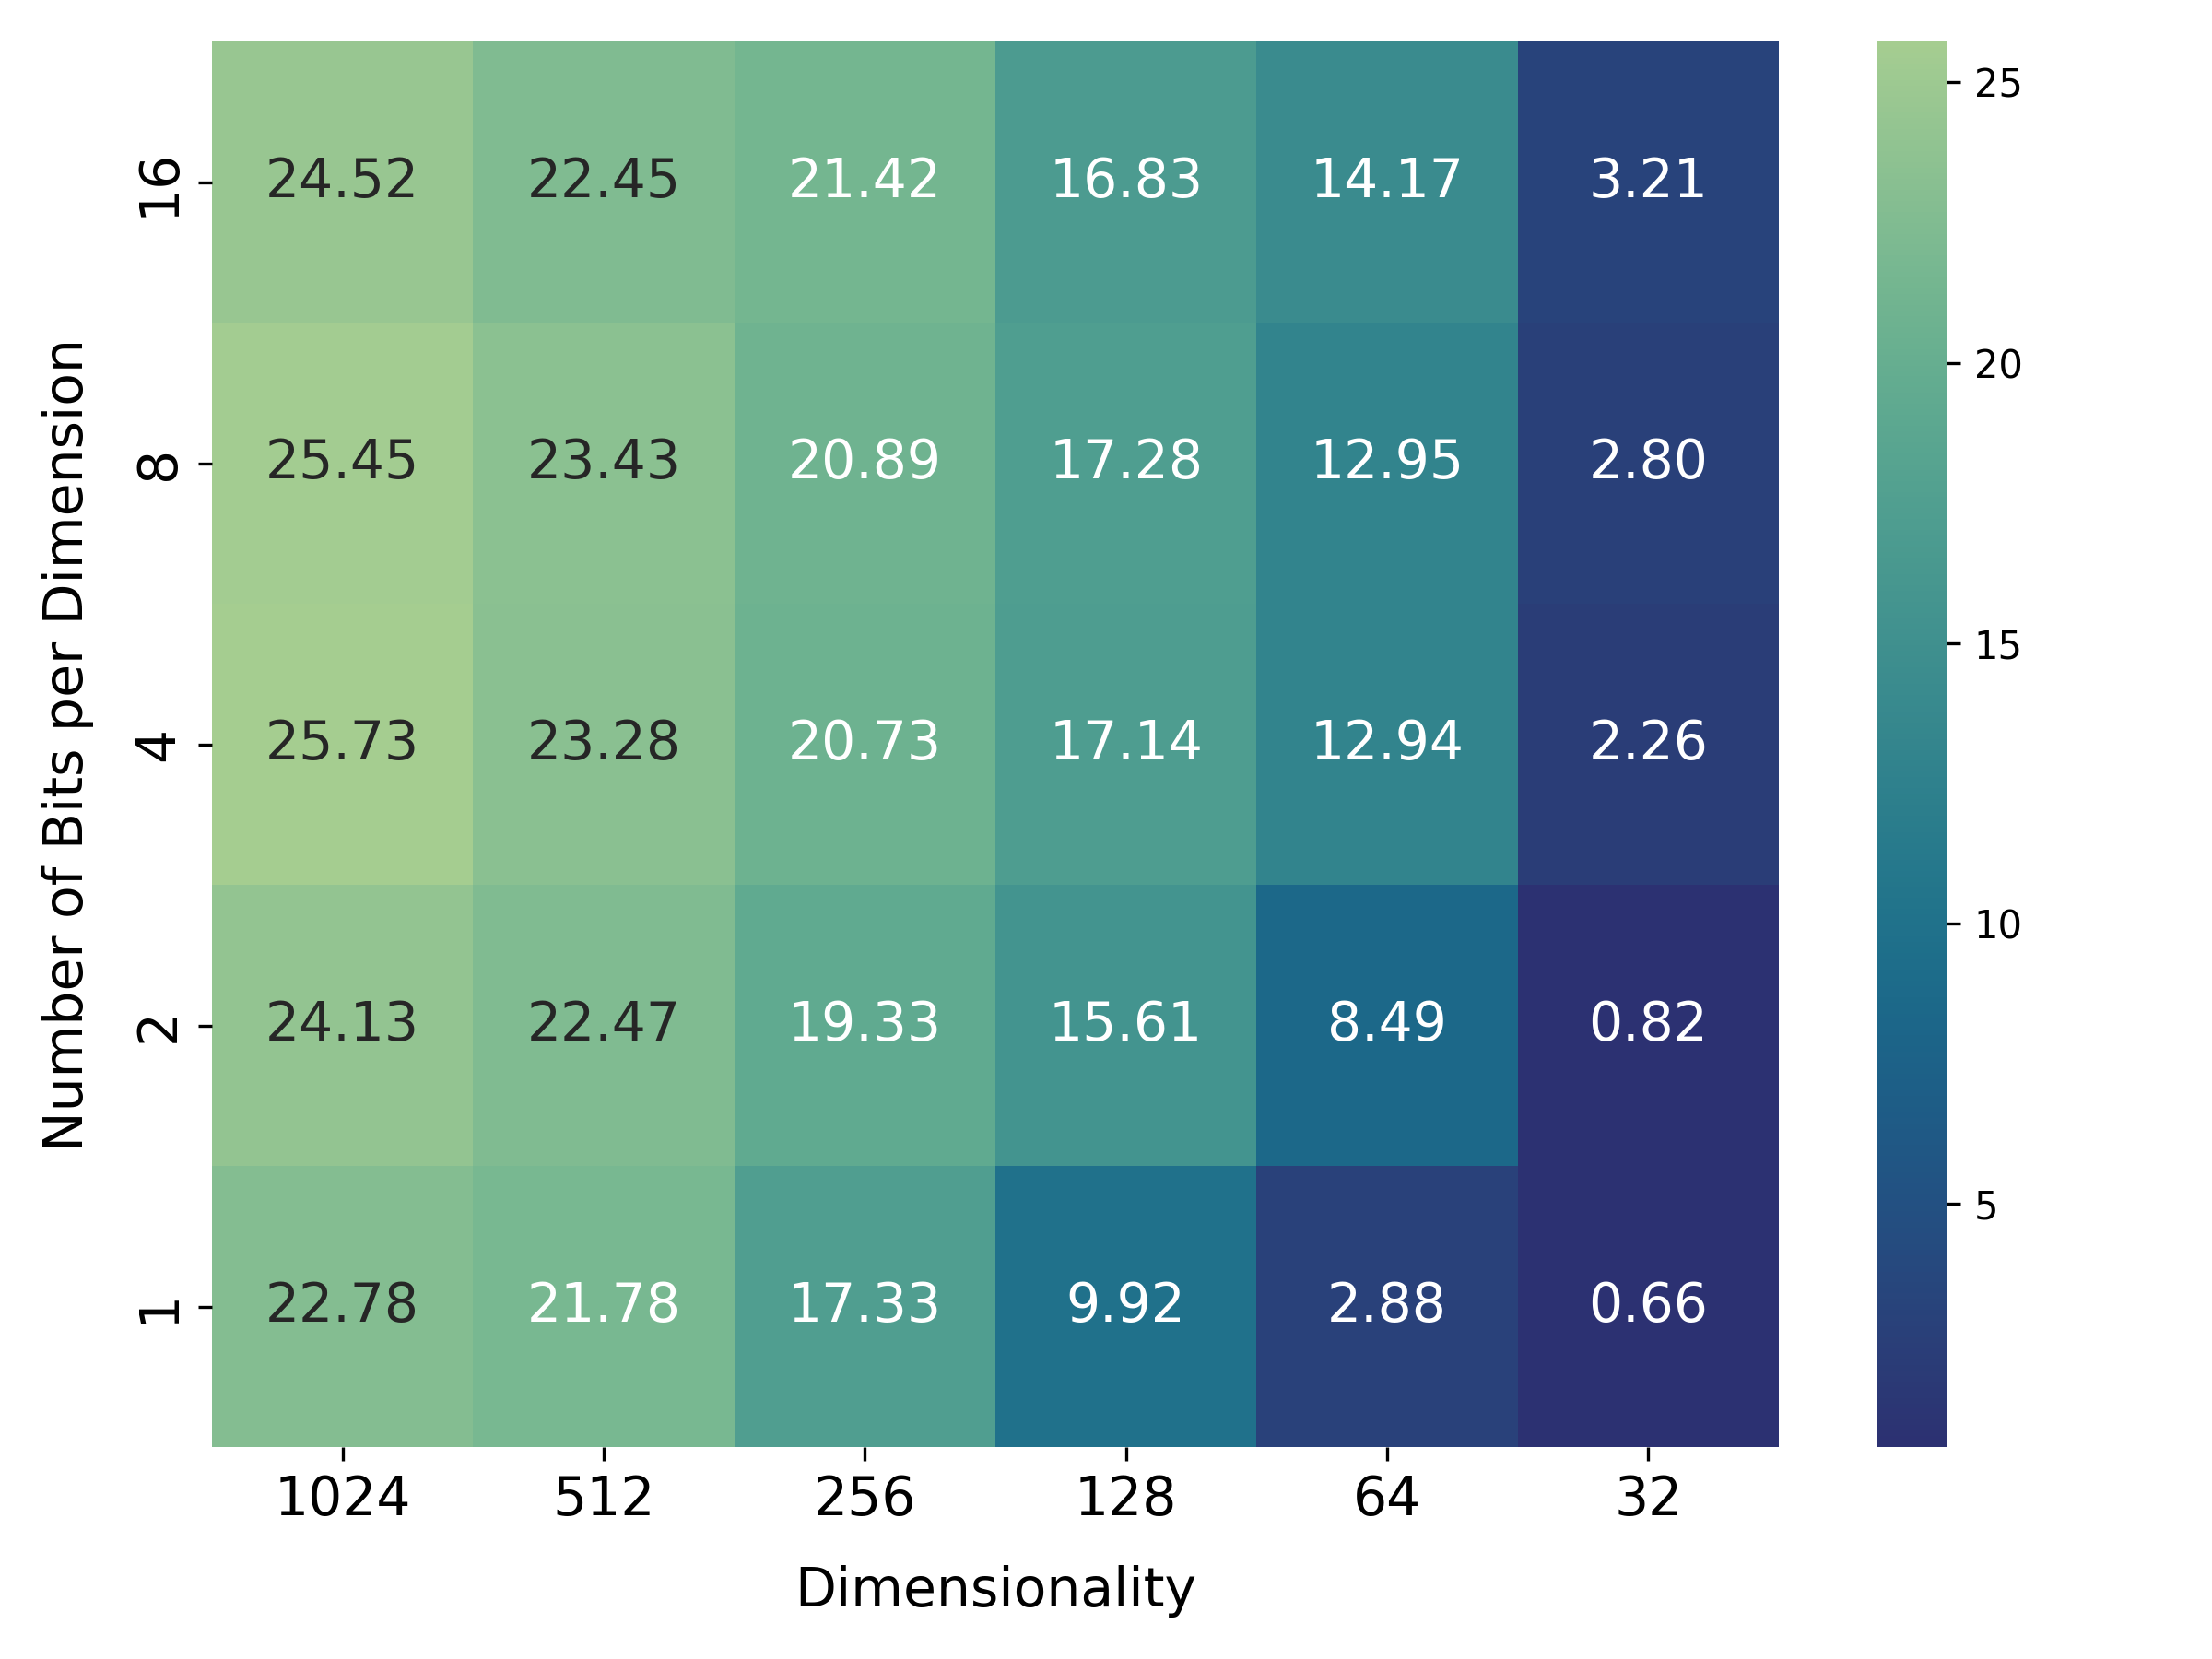 Number of Bits per Dimension
16 24.52 22.45 21.42 16.83 14.17 3.21
8 25.45 23.43 20.89 17.28 12.95 2.80
4 25.73 23.28 20.73 17.14 12.94 2.26
2 24.13 22.47 19.33 15.61 8.49 0.82
1 22.78 21.78 17.33 9.92 2.88 0.66
1024 512 256 128 64 32
Dimensionality
25
20
15
10
5